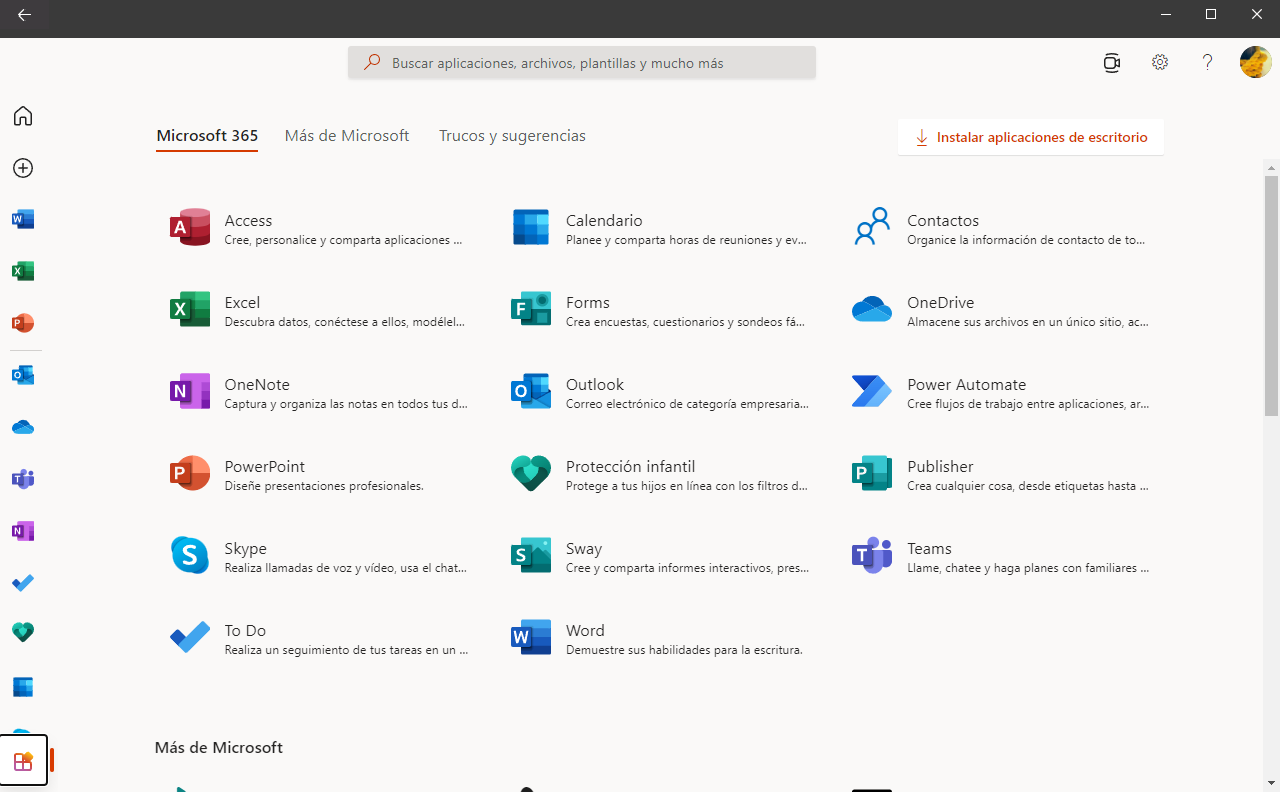 Buscar aplicaciones, archivos, plantillas y mucho más
Microsoft 365
Más de Microsoft
Trucos y sugerencias
Instalar aplicaciones de escritorio
Access
Cree, personalice y comparta aplicaciones ...
Calendario
Planee y comparta horas de reuniones y ev...
Contactos
Organice la información de contacto de to...
Excel
Descubra datos, conéctese a ellos, modélel...
Forms
Crea encuestas, cuestionarios y sondeos fá...
OneDrive
Almacene sus archivos en un único sitio, ac...
OneNote
Captura y organiza las notas en todos tus d...
Outlook
Correo electrónico de categoría empresaria...
Power Automate
Cree flujos de trabajo entre aplicaciones, ar...
PowerPoint
Diseñe presentaciones profesionales.
Protección infantil
Protege a tus hijos en línea con los filtros d...
Publisher
Crea cualquier cosa, desde etiquetas hasta ...
Skype
Realiza llamadas de voz y vídeo, usa el chat...
Sway
Cree y comparta informes interactivos, pres...
Teams
Llame, chatee y haga planes con familiares ...
To Do
Realiza un seguimiento de tus tareas en un ...
Word
Demuestre sus habilidades para la escritura.
Más de Microsoft